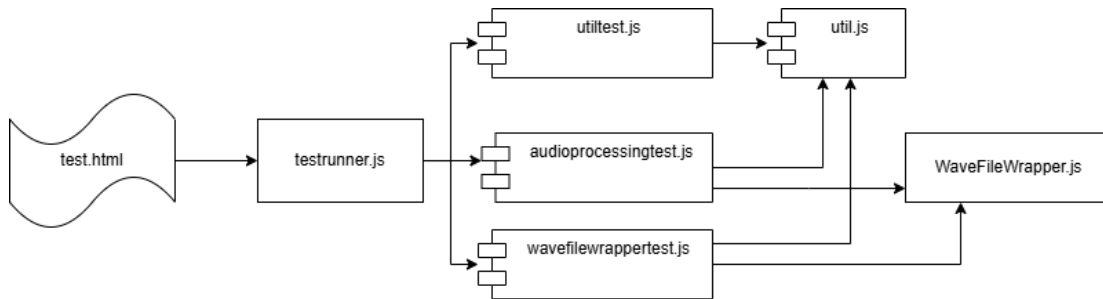 utiltest.js
util.js
test.html
testrunner.js
audioprocessingtest.js
WaveFileWrapper.js
wavefilewrappertest.js